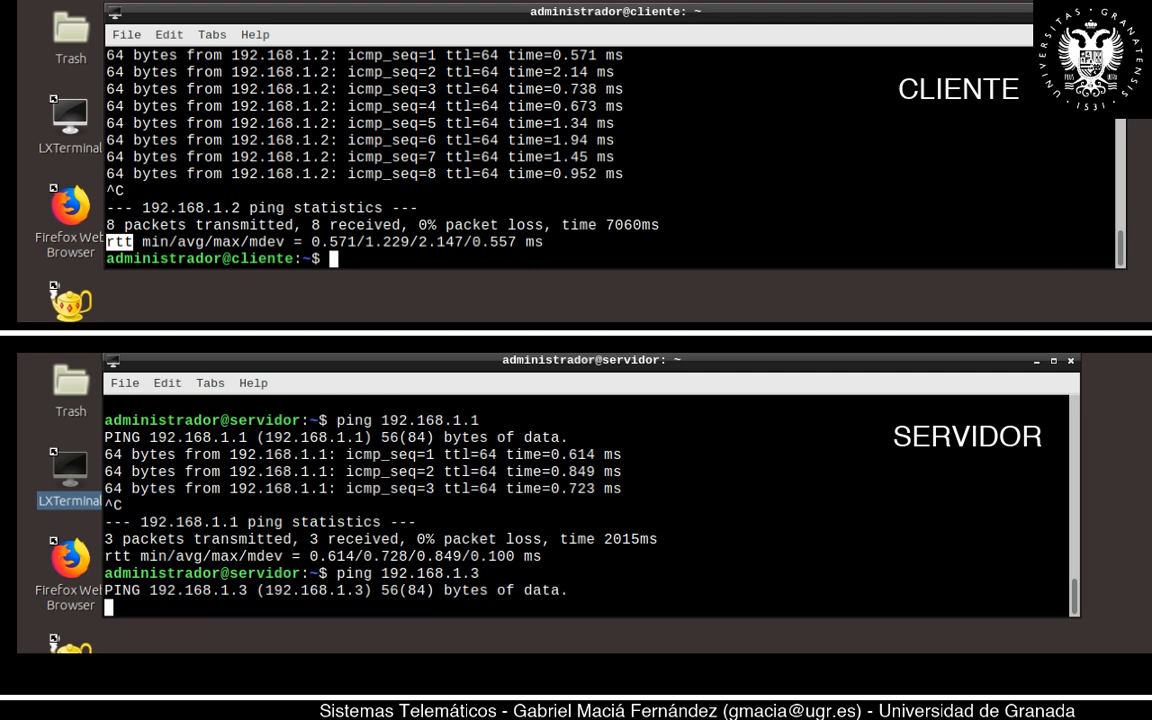 administrador@cliente: ~
File Edit Tabs Help
Trash
LXTerminal
Firefox Web
Browser
64 bytes from 192.168.1.2: icmp_seq=1 ttl=64 time=0.571 ms
64 bytes from 192.168.1.2: icmp_seq=2 ttl=64 time=2.14 ms
64 bytes from 192.168.1.2: icmp_seq=3 ttl=64 time=0.738 ms
64 bytes from 192.168.1.2: icmp_seq=4 ttl=64 time=0.673 ms
64 bytes from 192.168.1.2: icmp_seq=5 ttl=64 time=1.34 ms
64 bytes from 192.168.1.2: icmp_seq=6 ttl=64 time=1.94 ms
64 bytes from 192.168.1.2: icmp_seq=7 ttl=64 time=1.45 ms
64 bytes from 192.168.1.2: icmp_seq=8 ttl=64 time=0.952 ms
^C
--- 192.168.1.2 ping statistics ---
8 packets transmitted, 8 received, 0% packet loss, time 7060ms
rtt min/avg/max/mdev = 0.571/1.229/2.147/0.557 ms
administrador@cliente:~$
CLIENTE
UNIVERSITAS · GRANATENSIS
· 1531 ·
administrador@servidor: ~
File Edit Tabs Help
Trash
LXTerminal
Firefox Web
Browser
administrador@servidor:~$ ping 192.168.1.1
PING 192.168.1.1 (192.168.1.1) 56(84) bytes of data.
64 bytes from 192.168.1.1: icmp_seq=1 ttl=64 time=0.614 ms
64 bytes from 192.168.1.1: icmp_seq=2 ttl=64 time=0.849 ms
64 bytes from 192.168.1.1: icmp_seq=3 ttl=64 time=0.723 ms
^C
--- 192.168.1.1 ping statistics ---
3 packets transmitted, 3 received, 0% packet loss, time 2015ms
rtt min/avg/max/mdev = 0.614/0.728/0.849/0.100 ms
administrador@servidor:~$ ping 192.168.1.3
PING 192.168.1.3 (192.168.1.3) 56(84) bytes of data.
SERVIDOR
Sistemas Telemáticos - Gabriel Maciá Fernández (gmacia@ugr.es) - Universidad de Granada